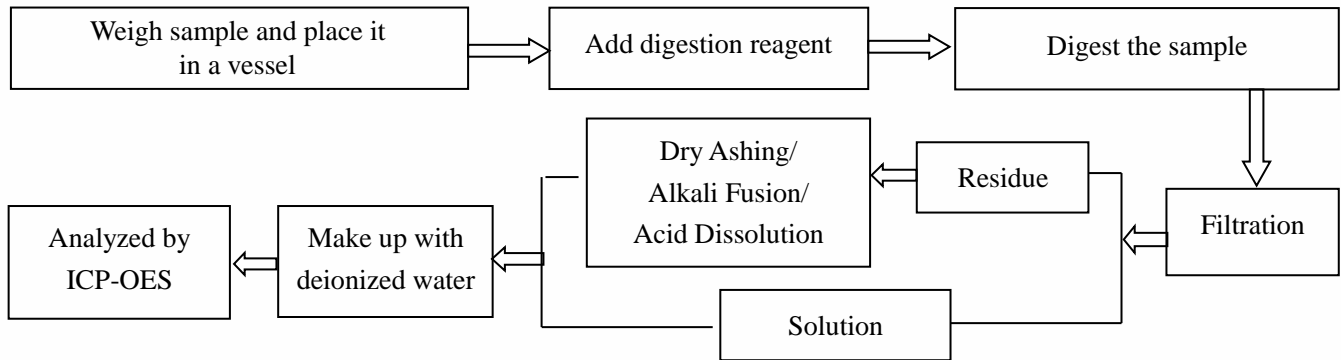 Weigh sample and place it
in a vessel
Add digestion reagent
Digest the sample
Filtration
Residue
Dry Ashing/
Alkali Fusion/
Acid Dissolution
Solution
Make up with
deionized water
Analyzed by
ICP-OES